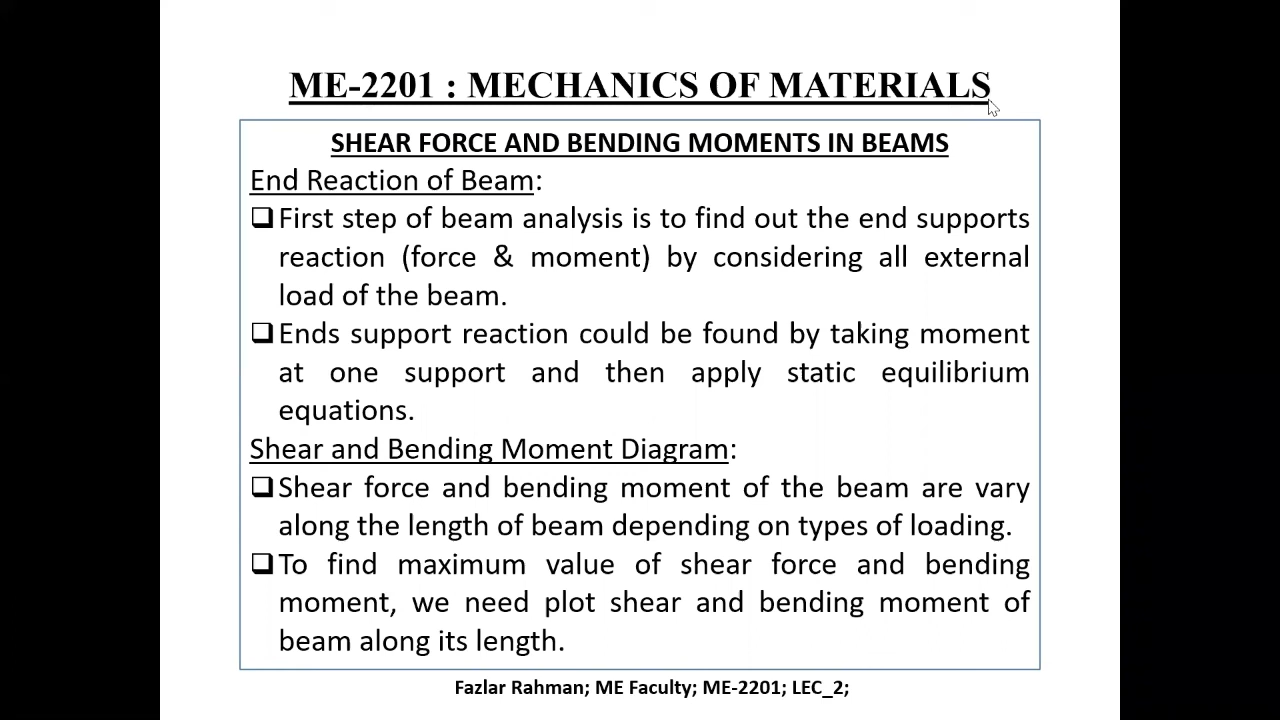 ME-2201 : MECHANICS OF MATERIALS
SHEAR FORCE AND BENDING MOMENTS IN BEAMS
End Reaction of Beam:
❑ First step of beam analysis is to find out the end supports
reaction (force & moment) by considering all external
load of the beam.
❑ Ends support reaction could be found by taking moment
at one support and then apply static equilibrium
equations.
Shear and Bending Moment Diagram:
❑ Shear force and bending moment of the beam are vary
along the length of beam depending on types of loading.
❑ To find maximum value of shear force and bending
moment, we need plot shear and bending moment of
beam along its length.
Fazlar Rahman; ME Faculty; ME-2201; LEC_2;